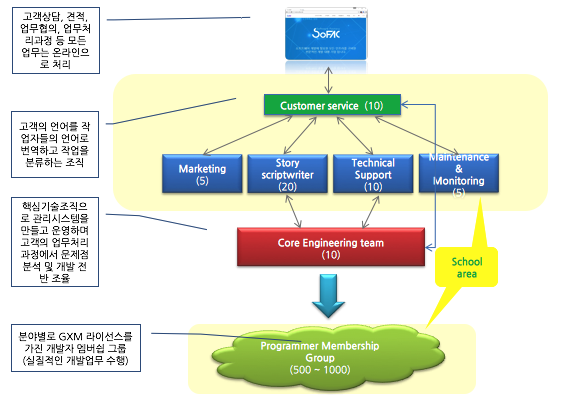 고객상담, 견적,
업무협의, 업무처
리과정 등 모든
업무는 온라인으
로 처리
SoFAC
Customer service (10)
고객의 언어를 작
업자들의 언어로
번역하고 작업을
분류하는 조직
Marketing
(5)
Story
scriptwriter
(20)
Technical
Support
(10)
Maintenance
&
Monitoring
(5)
핵심기술조직으
로 관리시스템을
만들고 운영하며
고객의 업무처리
과정에서 문제점
분석 및 개발 전
반 조율
Core Engineering team
(10)
School
area
분야별로 GXM 라이선스를
가진 개발자 멤버쉽 그룹
(실질적인 개발업무 수행)
Programmer Membership
Group
(500 ~ 1000)